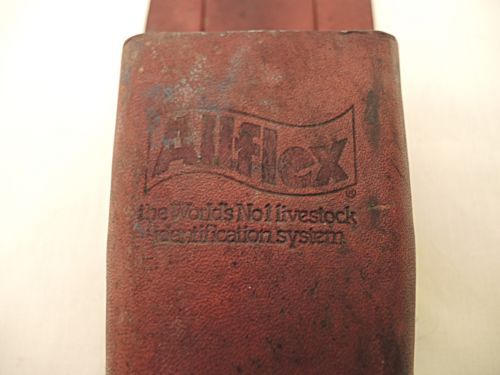 Allflex®
the World's No1 livestock
identification system